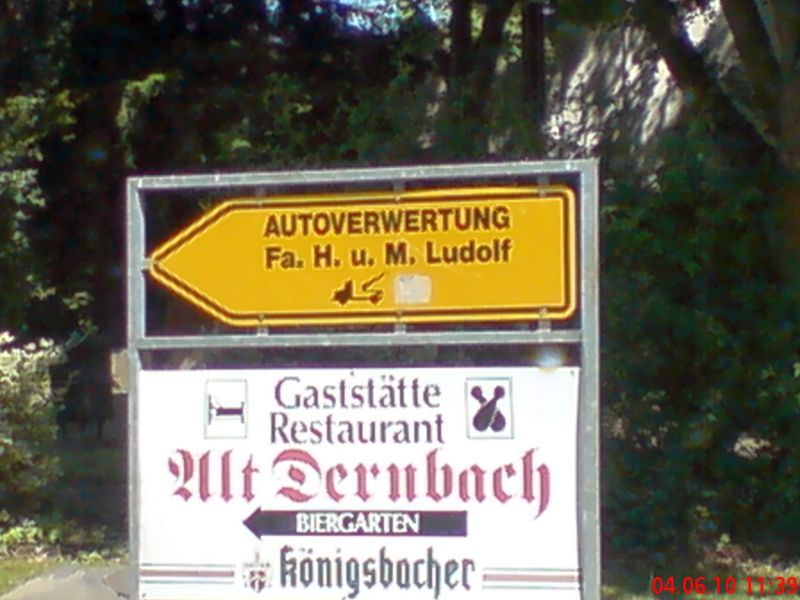 AUTOVERWERTUNG
Fa. H. u. M. Ludolf
Gaststätte
Restaurant
Alt Dernbach
BIERGARTEN
Königsbacher
04.06.10 11:39